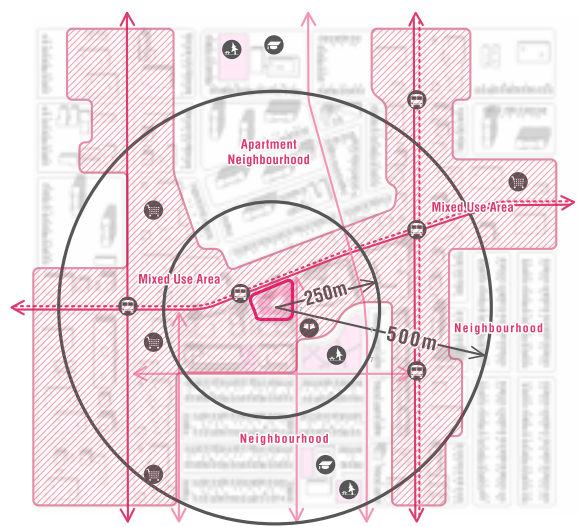 Apartment
Neighbourhood
Mixed Use Area
Mixed Use Area
250m
500m
Neighbourhood
Neighbourhood